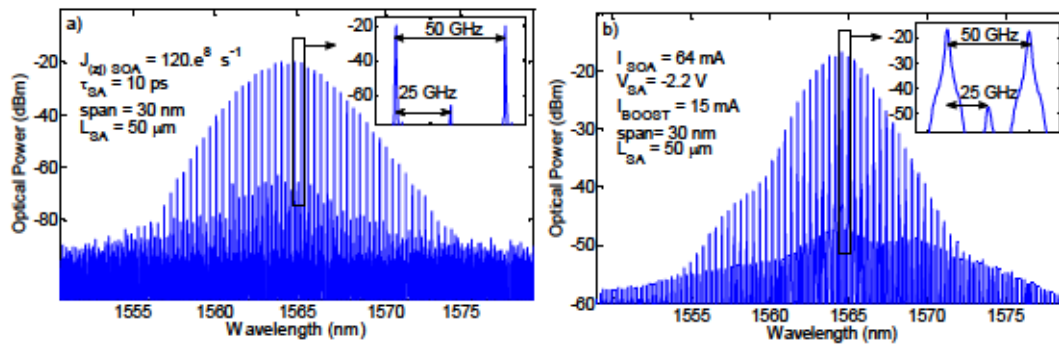 a)
J(zj) SOA = 120.e⁸ s⁻¹
τSA = 10 ps
span = 30 nm
LSA = 50 μm
50 GHz
25 GHz
-20
-40
-60
-20
-40
-60
-80
Optical Power (dBm)
1555 1560 1565 1570 1575
Wavelength (nm)
b)
I SOA = 64 mA
VSA = -2.2 V
IBOOST = 15 mA
span= 30 nm
LSA = 50 μm
50 GHz
25 GHz
-20
-30
-40
-50
-10
-20
-30
-40
-50
-60
Optical Power (dBm)
1555 1560 1565 1570 1575
Wavelength (nm)